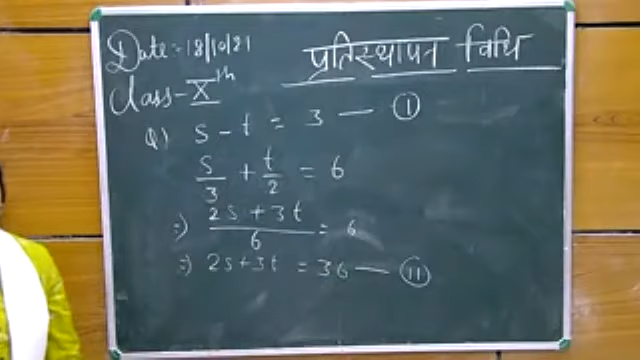 Date:- 18/10/21
प्रतिस्थापन विधि
Class - Xth
Q) s - t = 3 — (I)
s/3 + t/2 = 6
=) (2s + 3t)/6 = 6
=) 2s + 3t = 36 — (II)